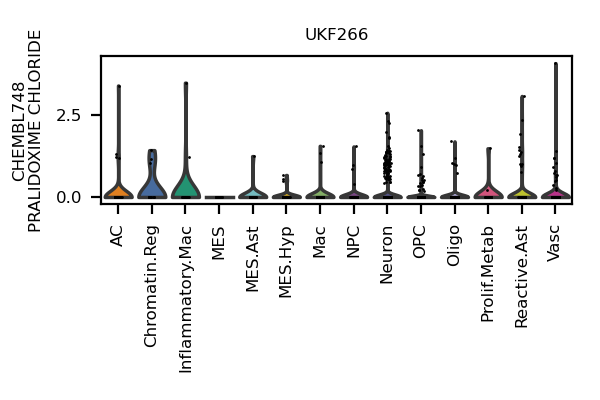 UKF266
CHEMBL748
PRALIDOXIME CHLORIDE
2.5
0.0
AC
Chromatin.Reg
Inflammatory.Mac
MES
MES.Ast
MES.Hyp
Mac
NPC
Neuron
OPC
Oligo
Prolif.Metab
Reactive.Ast
Vasc